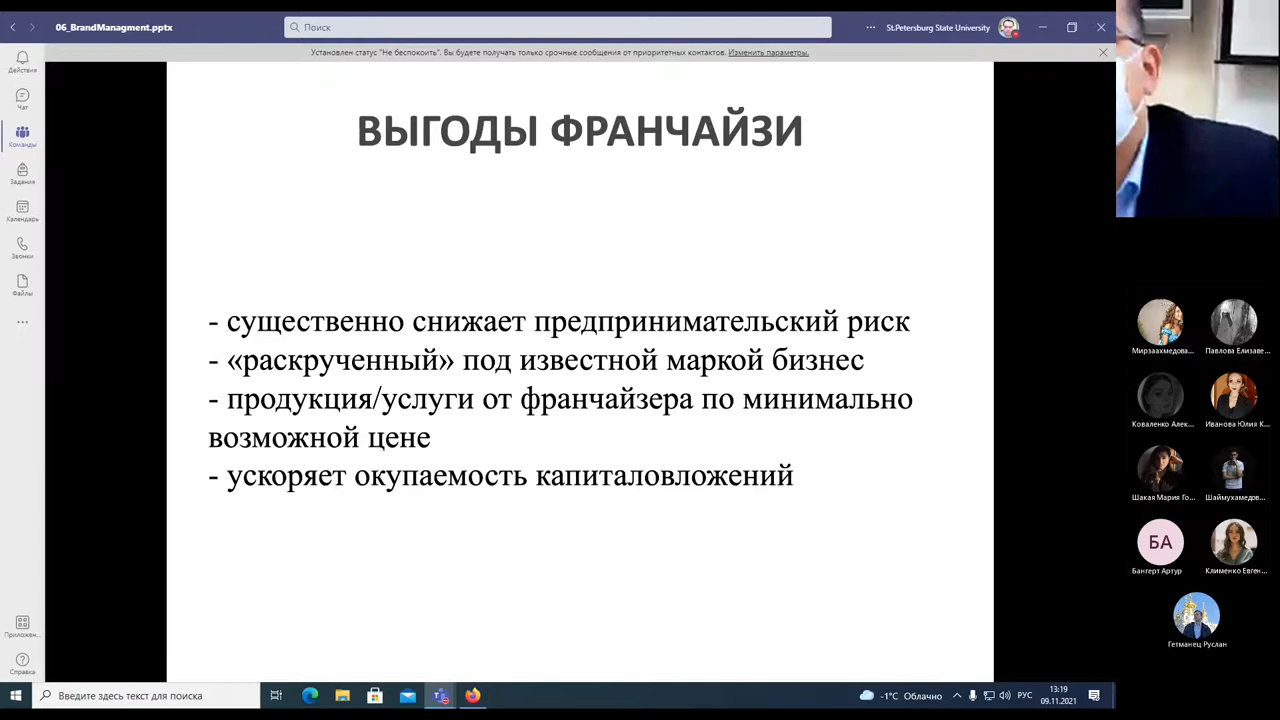 06_BrandManagment.pptx
Поиск
St.Petersburg State University
Установлен статус "Не беспокоить". Вы будете получать только срочные сообщения от приоритетных контактов. Изменить параметры.
Действия
Чат
Команды
Задания
Календарь
Звонки
Файлы
Приложен...
Справка
ВЫГОДЫ ФРАНЧАЙЗИ
- существенно снижает предпринимательский риск
- «раскрученный» под известной маркой бизнес
- продукция/услуги от франчайзера по минимально
возможной цене
- ускоряет окупаемость капиталовложений
Мирзаахмедова...
Павлова Елизаве...
Коваленко Алек...
Иванова Юлия К...
Шакая Мария Го...
Шаймухамедов...
БА
Бангерт Артур
Клименко Евген...
Гетманец Руслан
Введите здесь текст для поиска
-1°C Облачно
РУС
13:19
09.11.2021